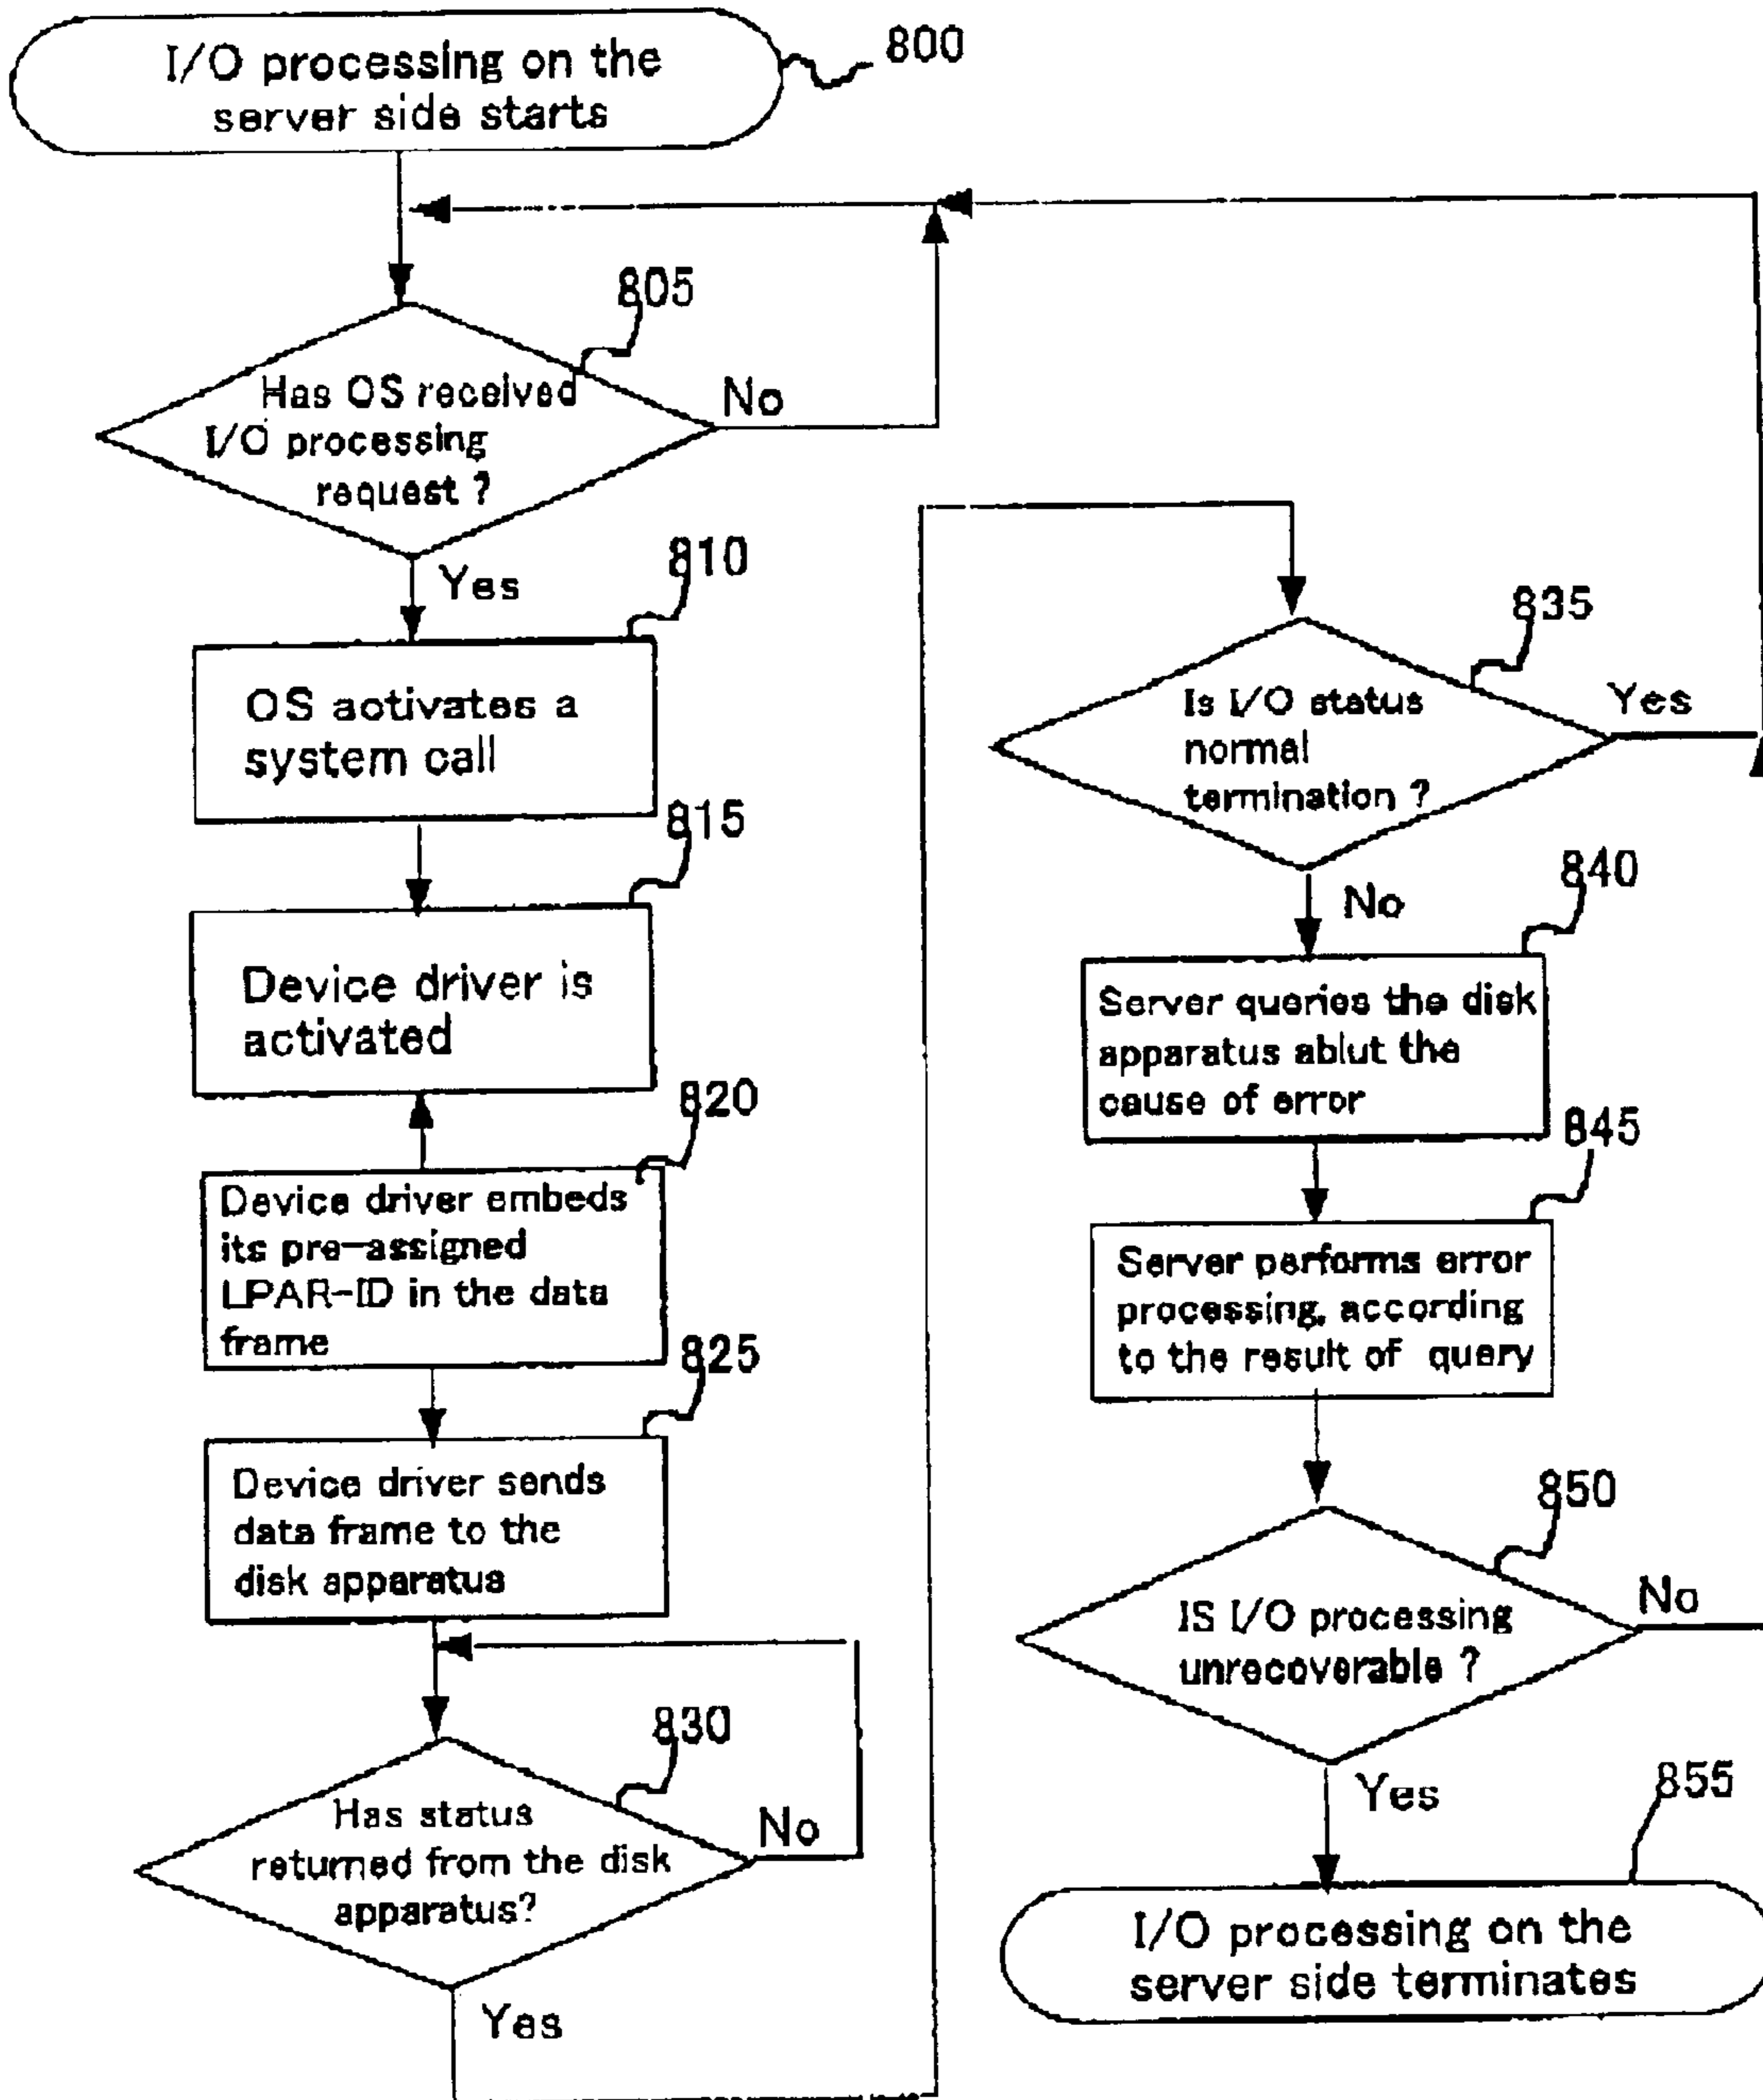 I/O processing on the
server side starts
800
805
Has OS received
I/O processing
request ?
No
Yes
810
OS activates a
system call
815
Device driver is
activated
820
Device driver embeds
its pre-assigned
LPAR-ID in the data
frame
825
Device driver sends
data frame to the
disk apparatus
830
Has status
returned from the disk
apparatus?
No
Yes
835
Is I/O status
normal
termination ?
Yes
No
840
Server queries the disk
apparatus ablut the
cause of error
845
Server performs error
processing, according
to the result of query
850
IS I/O processing
unrecoverable ?
No
Yes
855
I/O processing on the
server side terminates